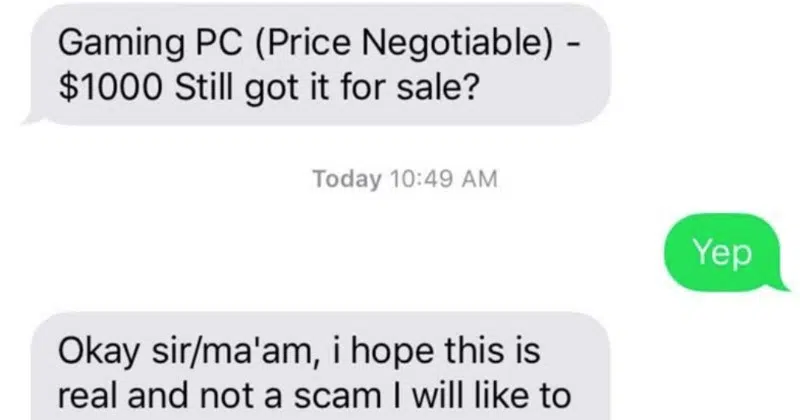 Gaming PC (Price Negotiable) -
$1000 Still got it for sale?
Today 10:49 AM
Yep
Okay sir/ma'am, i hope this is
real and not a scam I will like to